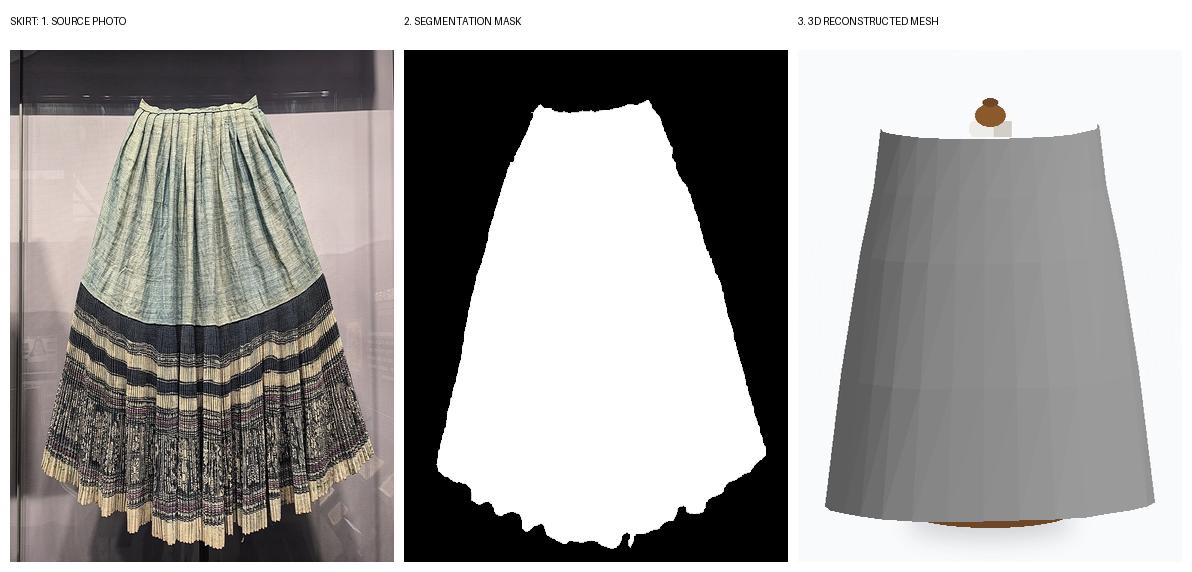 SKIRT: 1. SOURCE PHOTO
2. SEGMENTATION MASK
3. 3D RECONSTRUCTED MESH